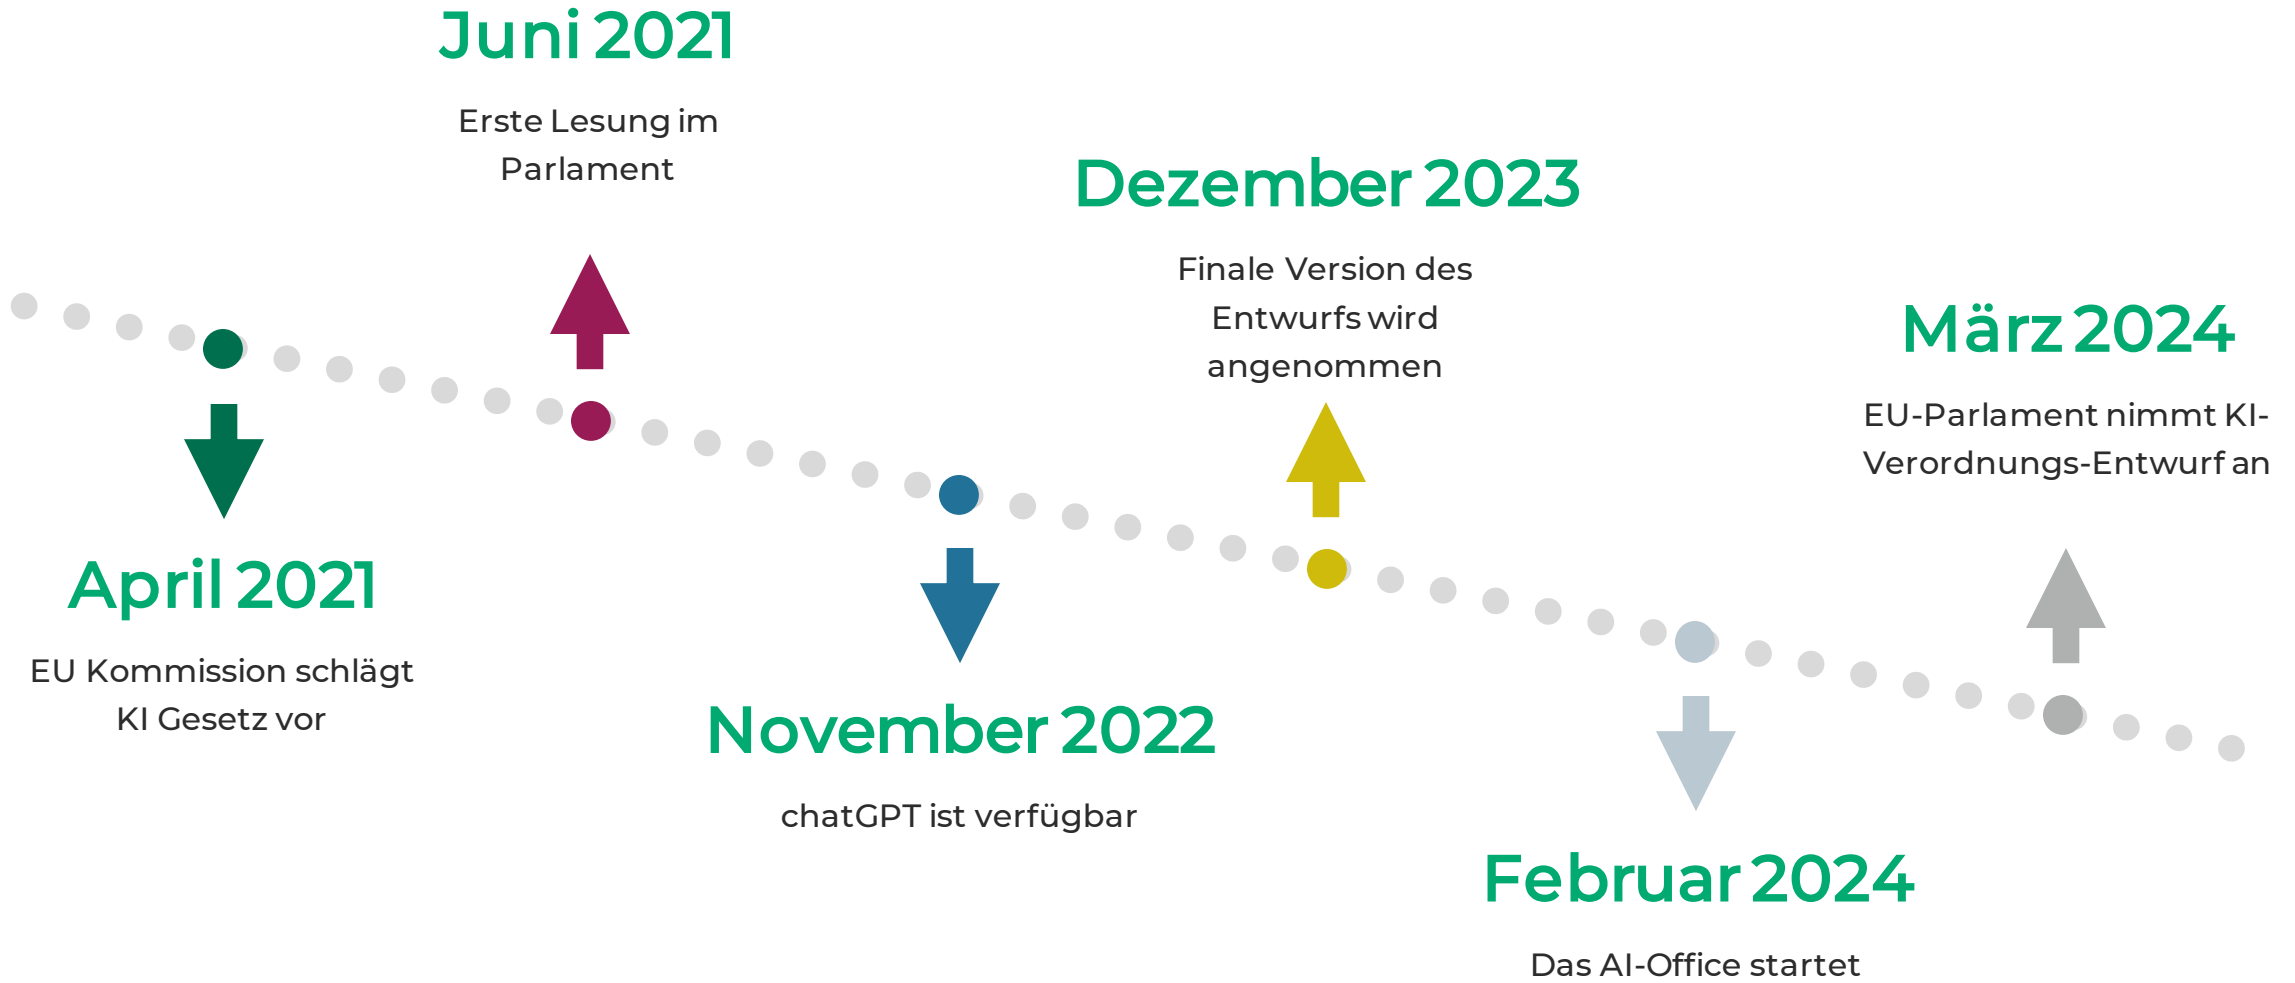 Juni 2021
Erste Lesung im
Parlament
Dezember 2023
Finale Version des
Entwurfs wird
angenommen
März 2024
EU-Parlament nimmt KI-
Verordnungs-Entwurf an
April 2021
EU Kommission schlägt
KI Gesetz vor
November 2022
chatGPT ist verfügbar
Februar 2024
Das AI-Office startet